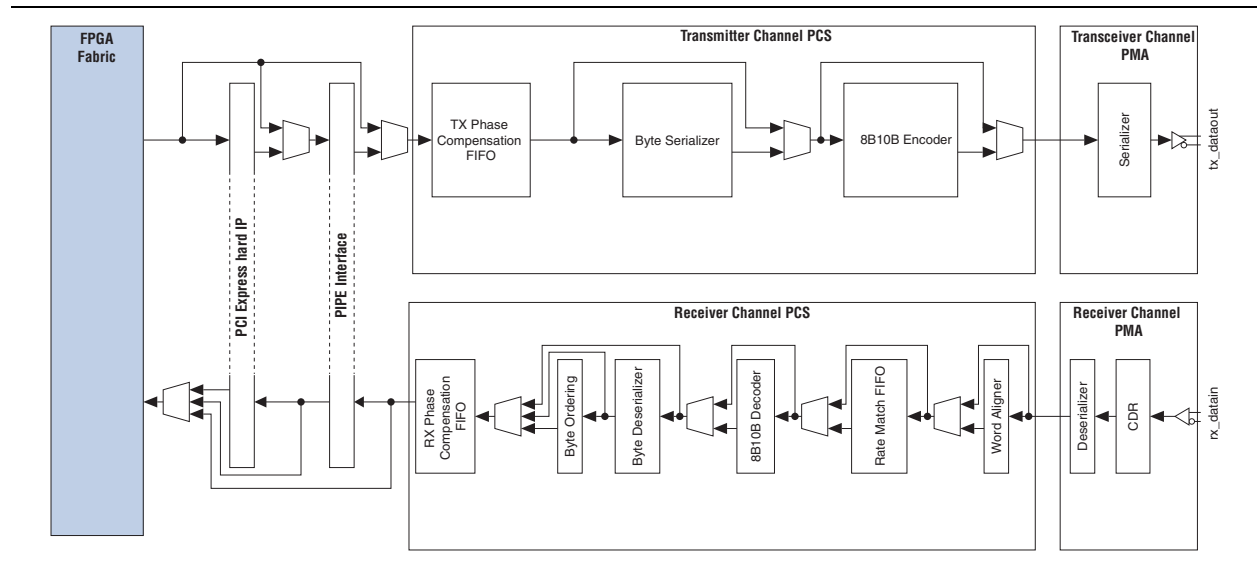 FPGA
Fabric
Transmitter Channel PCS
Transceiver Channel
PMA
TX Phase
Compensation
FIFO
Byte Serializer
8B10B Encoder
Serializer
tx_dataout
PCI Express hard IP
PIPE Interface
Receiver Channel PCS
Receiver Channel
PMA
RX Phase
Compensation
FIFO
Byte Ordering
Byte Deserializer
8B10B Decoder
Rate Match FIFO
Word Aligner
Deserializer
CDR
rx_datain